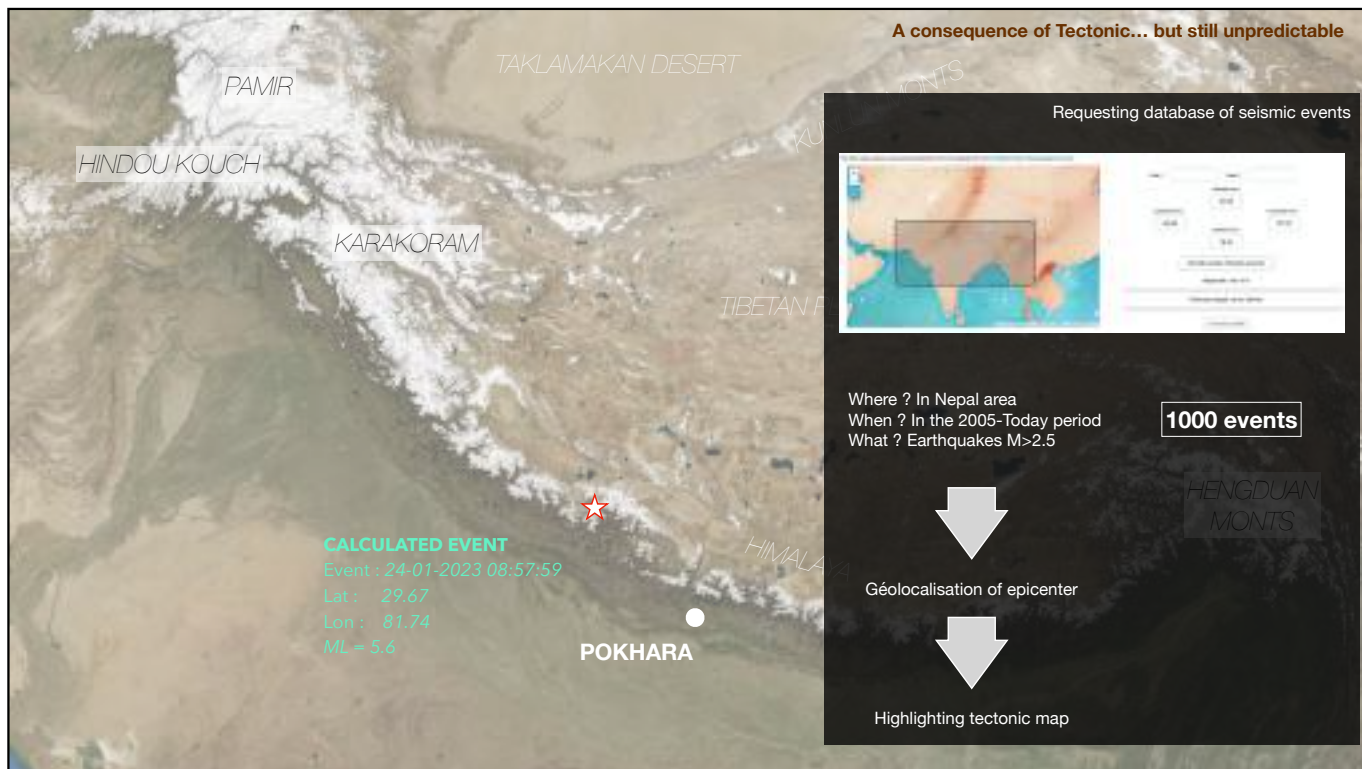 A consequence of Tectonic... but still unpredictable
TAKLAMAKAN DESERT
PAMIR
MONTS
Requesting database of seismic events
HINDOU KOUCH
KARAKORAM
TIBETAN
Where ? In Nepal area
When ? In the 2005-Today period
What ? Earthquakes M>2.5
1000 events
HENGDUAN
MONTS
CALCULATED EVENT
Event : 24-01-2023 08:57:59
Lat : 29.67
Lon : 81.74
ML = 5.6
HIMALAYA
Géolocalisation of epicenter
POKHARA
Highlighting tectonic map